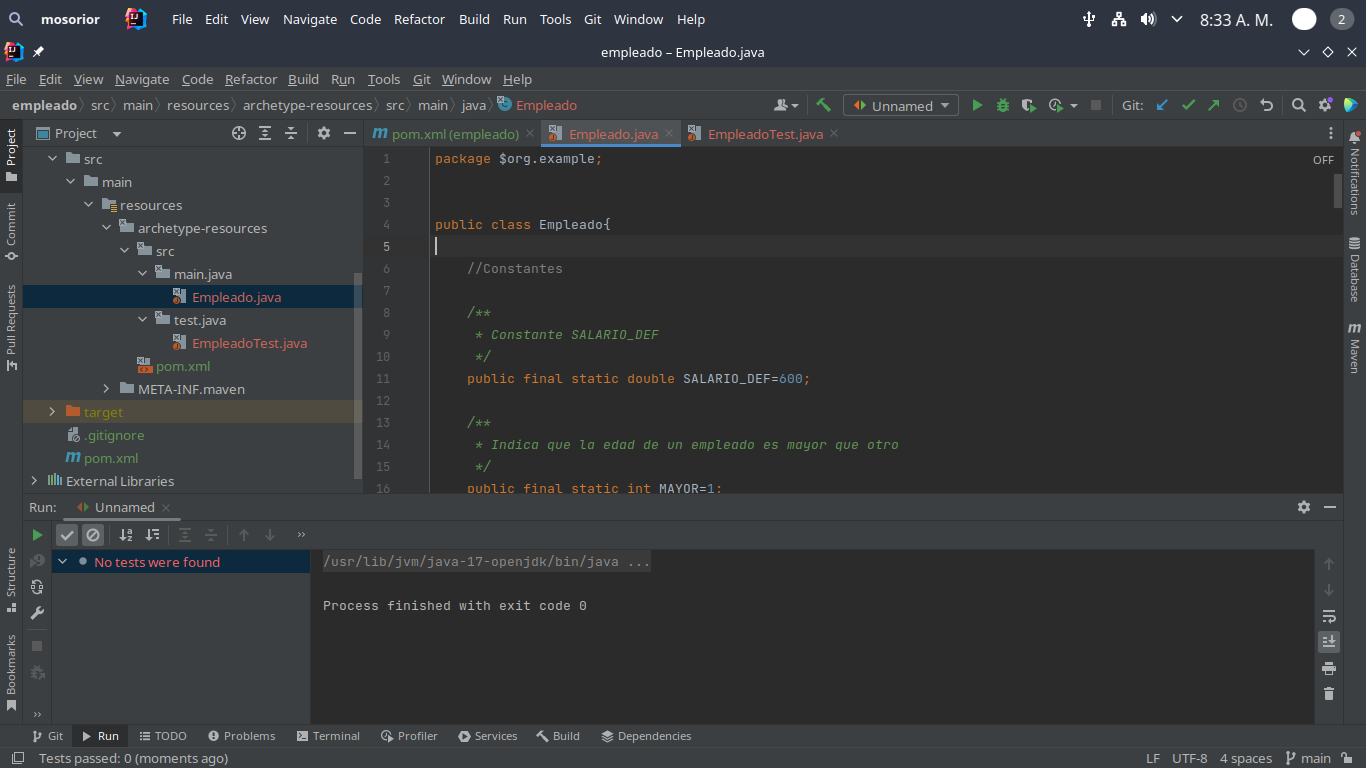 mosorior File Edit View Navigate Code Refactor Build Run Tools Git Window Help 8:33 A. M. 2
empleado – Empleado.java
File Edit View Navigate Code Refactor Build Run Tools Git Window Help
empleado src main resources archetype-resources src main java Empleado Unnamed Git:
Project
pom.xml (empleado) Empleado.java EmpleadoTest.java
Project
Commit
Pull Requests
src
main
resources
archetype-resources
src
main.java
Empleado.java
test.java
EmpleadoTest.java
pom.xml
META-INF.maven
target
.gitignore
pom.xml
External Libraries
OFF
1 package $org.example;
2
3
4 public class Empleado{
5
6 //Constantes
7
8 /**
9 * Constante SALARIO_DEF
10 */
11 public final static double SALARIO_DEF=600;
12
13 /**
14 * Indica que la edad de un empleado es mayor que otro
15 */
16 public final static int MAYOR=1;
Notifications
Database
Maven
Run: Unnamed
Structure
Bookmarks
No tests were found
/usr/lib/jvm/java-17-openjdk/bin/java ...
Process finished with exit code 0
Git Run TODO Problems Terminal Profiler Services Build Dependencies
Tests passed: 0 (moments ago) LF UTF-8 4 spaces main